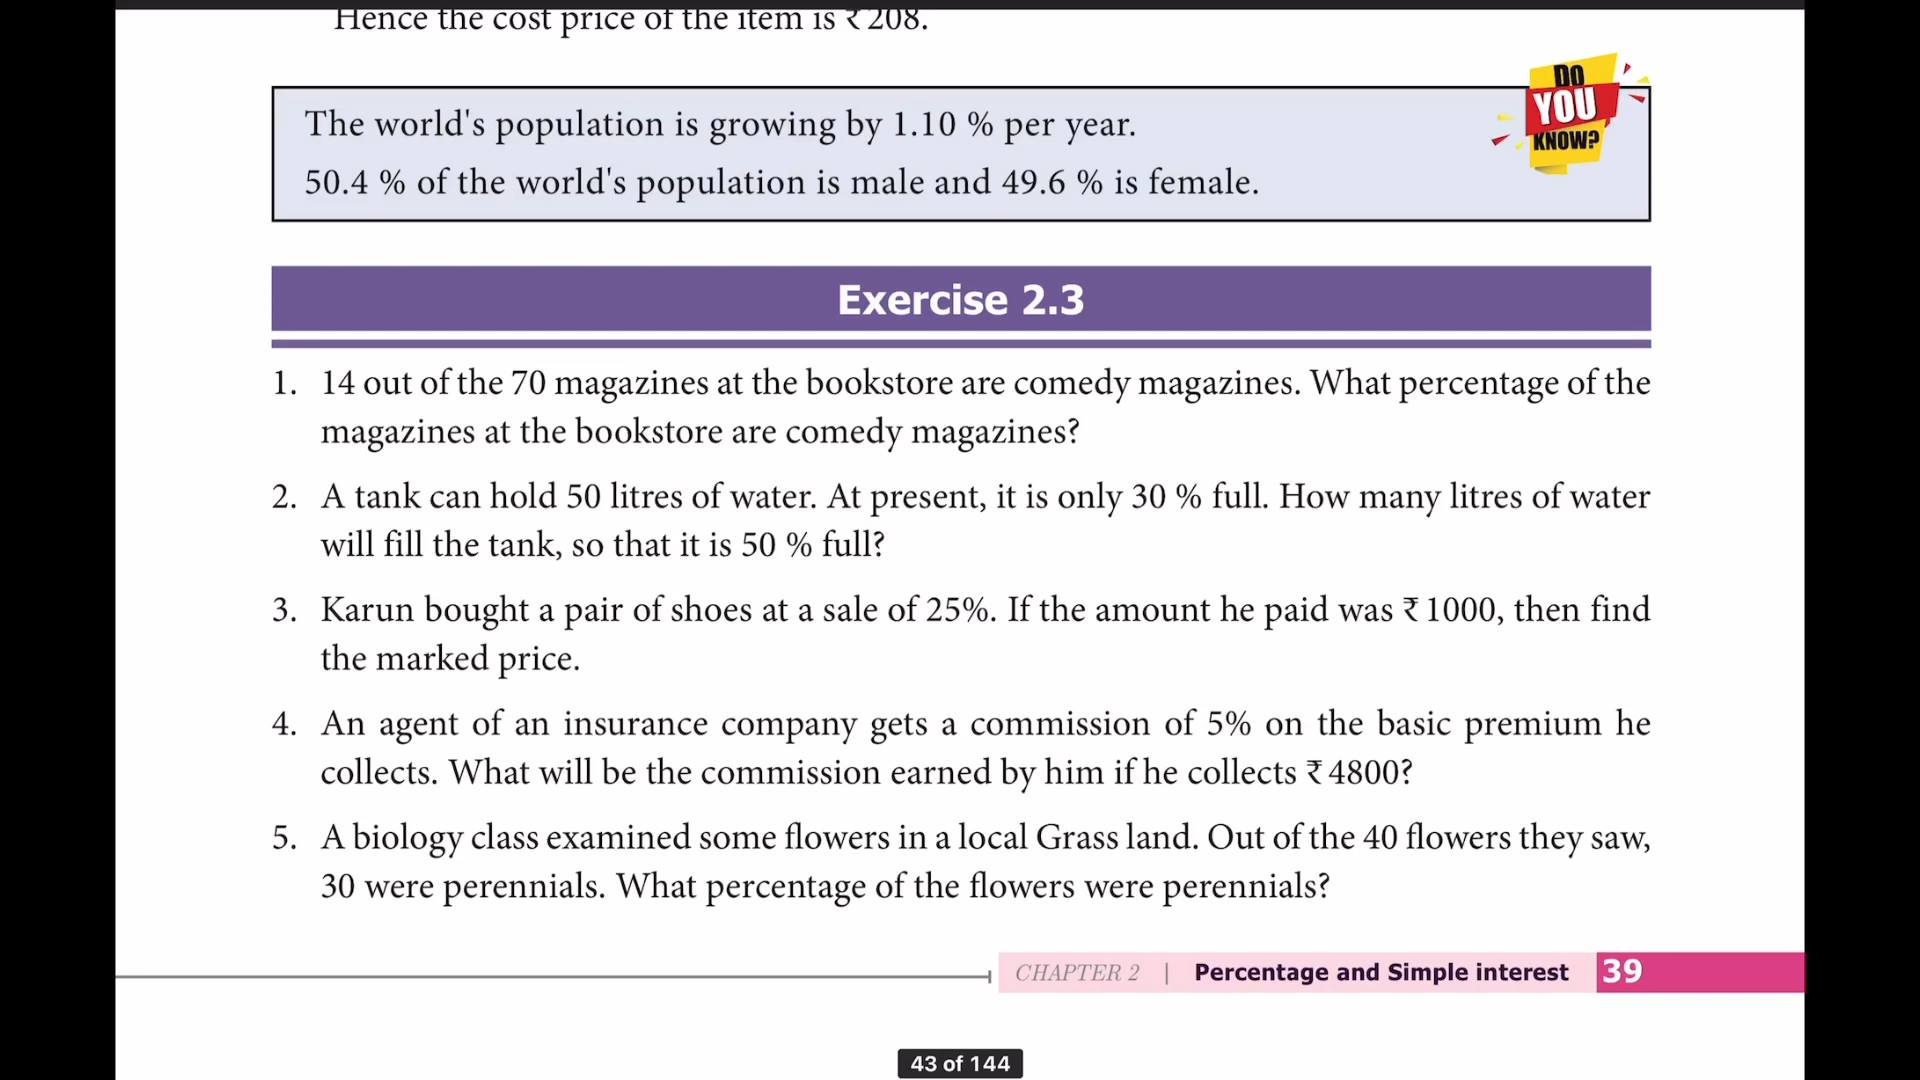 Hence the cost price of the item is ₹ 208.
DO
YOU
KNOW?
The world's population is growing by 1.10 % per year.
50.4 % of the world's population is male and 49.6 % is female.
Exercise 2.3
1. 14 out of the 70 magazines at the bookstore are comedy magazines. What percentage of the
magazines at the bookstore are comedy magazines?
2. A tank can hold 50 litres of water. At present, it is only 30 % full. How many litres of water
will fill the tank, so that it is 50 % full?
3. Karun bought a pair of shoes at a sale of 25%. If the amount he paid was ₹ 1000, then find
the marked price.
4. An agent of an insurance company gets a commission of 5% on the basic premium he
collects. What will be the commission earned by him if he collects ₹ 4800?
5. A biology class examined some flowers in a local Grass land. Out of the 40 flowers they saw,
30 were perennials. What percentage of the flowers were perennials?
CHAPTER 2 | Percentage and Simple interest 39
43 of 144